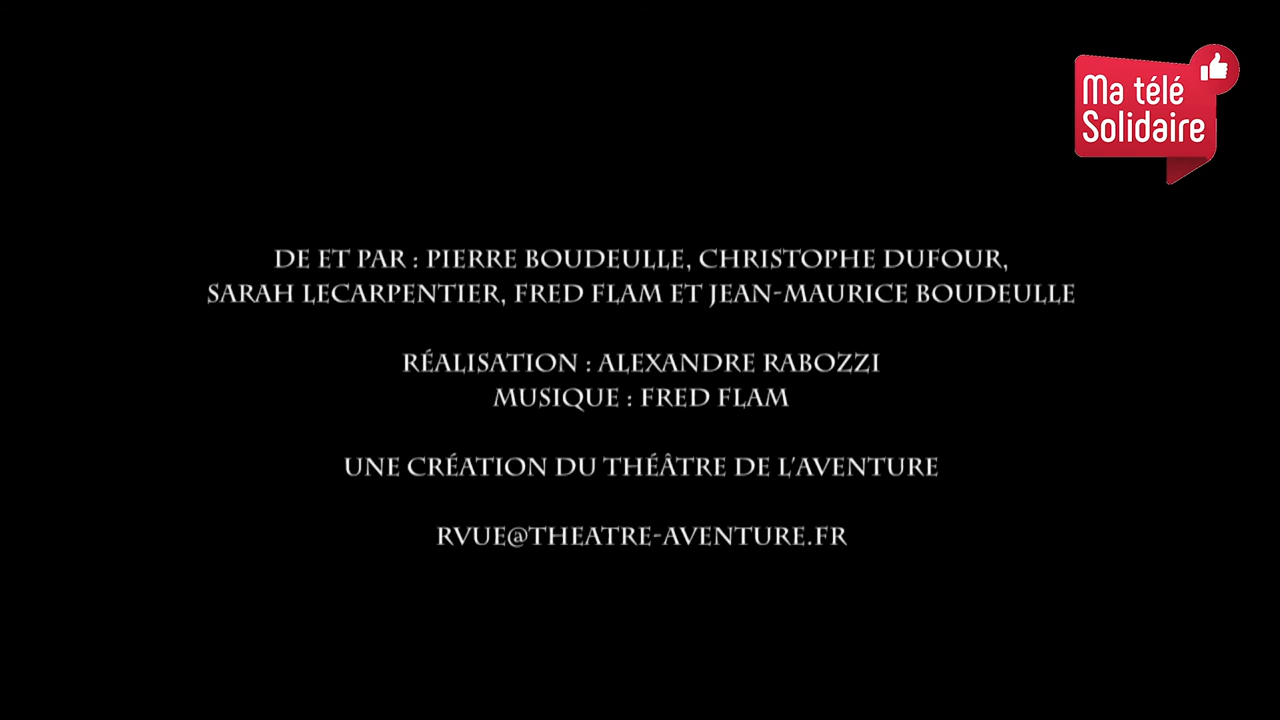 Ma télé
Solidaire
DE ET PAR : PIERRE BOUDEULLE, CHRISTOPHE DUFOUR,
SARAH LECARPENTIER, FRED FLAM ET JEAN-MAURICE BOUDEULLE
RÉALISATION : ALEXANDRE RABOZZI
MUSIQUE : FRED FLAM
UNE CRÉATION DU THÉÂTRE DE L'AVENTURE
RVUE@THEATRE-AVENTURE.FR